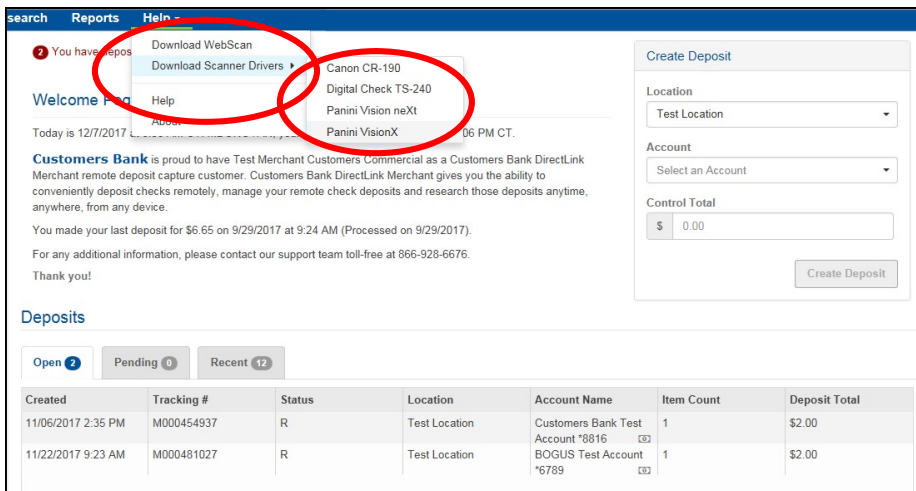 search Reports Help
2 You have depos
Download WebScan
Download Scanner Drivers
Help
About
Canon CR-190
Digital Check TS-240
Panini Vision neXt
Panini VisionX
Welcome Pag
Today is 12/7/2017 06 PM CT.
Customers Bank is proud to have Test Merchant Customers Commercial as a Customers Bank DirectLink
Merchant remote deposit capture customer. Customers Bank DirectLink Merchant gives you the ability to
conveniently deposit checks remotely, manage your remote check deposits and research those deposits anytime,
anywhere, from any device.
You made your last deposit for $6.65 on 9/29/2017 at 9:24 AM (Processed on 9/29/2017).
For any additional information, please contact our support team toll-free at 866-928-6676.
Thank you!
Create Deposit
Location
Test Location
Account
Select an Account
Control Total
$ 0.00
Create Deposit
Deposits
Open 2 Pending 0 Recent 12
Created Tracking # Status Location Account Name Item Count Deposit Total
11/06/2017 2:35 PM M000454937 R Test Location Customers Bank Test 1 $2.00
Account *8816
11/22/2017 9:23 AM M000481027 R Test Location BOGUS Test Account 1 $2.00
*6789